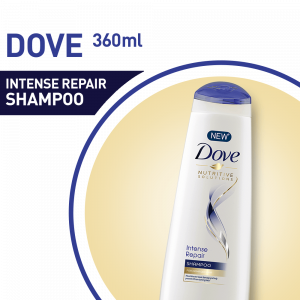 DOVE 360ml
INTENSE REPAIR
SHAMPOO
NEW
Dove
NUTRITIVE
SOLUTIONS
Intense
Repair
SHAMPOO